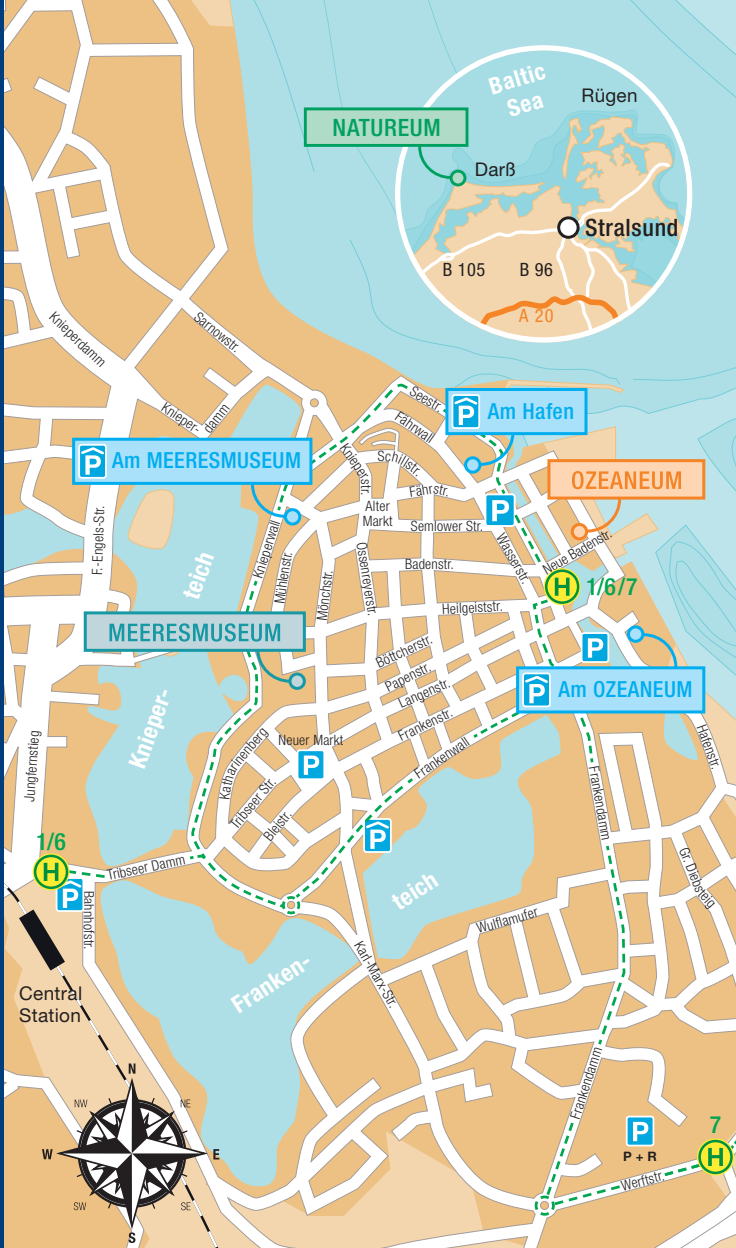 Baltic
Sea
Rügen
NATUREUM
Darß
Stralsund
B 105
B 96
A 20
Knieperdamm
Sarnowstr.
Knieper-
damm
Seestr.
Fährwall
P Am Hafen
P Am MEERESMUSEUM
Knieperstr.
Schillstr.
Fährstr.
OZEANEUM
Alter
Markt
Semlower Str.
P
F.-Engels-Str.
Knieperwall
Mühlenstr.
Mönchstr.
Ossenreyerstr.
Badenstr.
Wasserstr.
Neue Badenstr.
H 1/6/7
teich
Heilgeiststr.
MEERESMUSEUM
Böttcherstr.
P
Papenstr.
Langenstr.
P Am OZEANEUM
Knieper-
Frankenstr.
Neuer Markt
P
Katharinenberg
Frankenwall
Hafenstr.
Jungfernstieg
Tribseer Str.
Bleistr.
Frankendamm
P
1/6
H
Tribseer Damm
P
Bahnhofstr.
teich
Gr. Diebsteig
Wulflamufer
Franken-
Karl-Marx-Str.
Central
Station
Frankendamm
N
NW
NE
W
E
SW
SE
S
P
P + R
7
H
Werftstr.